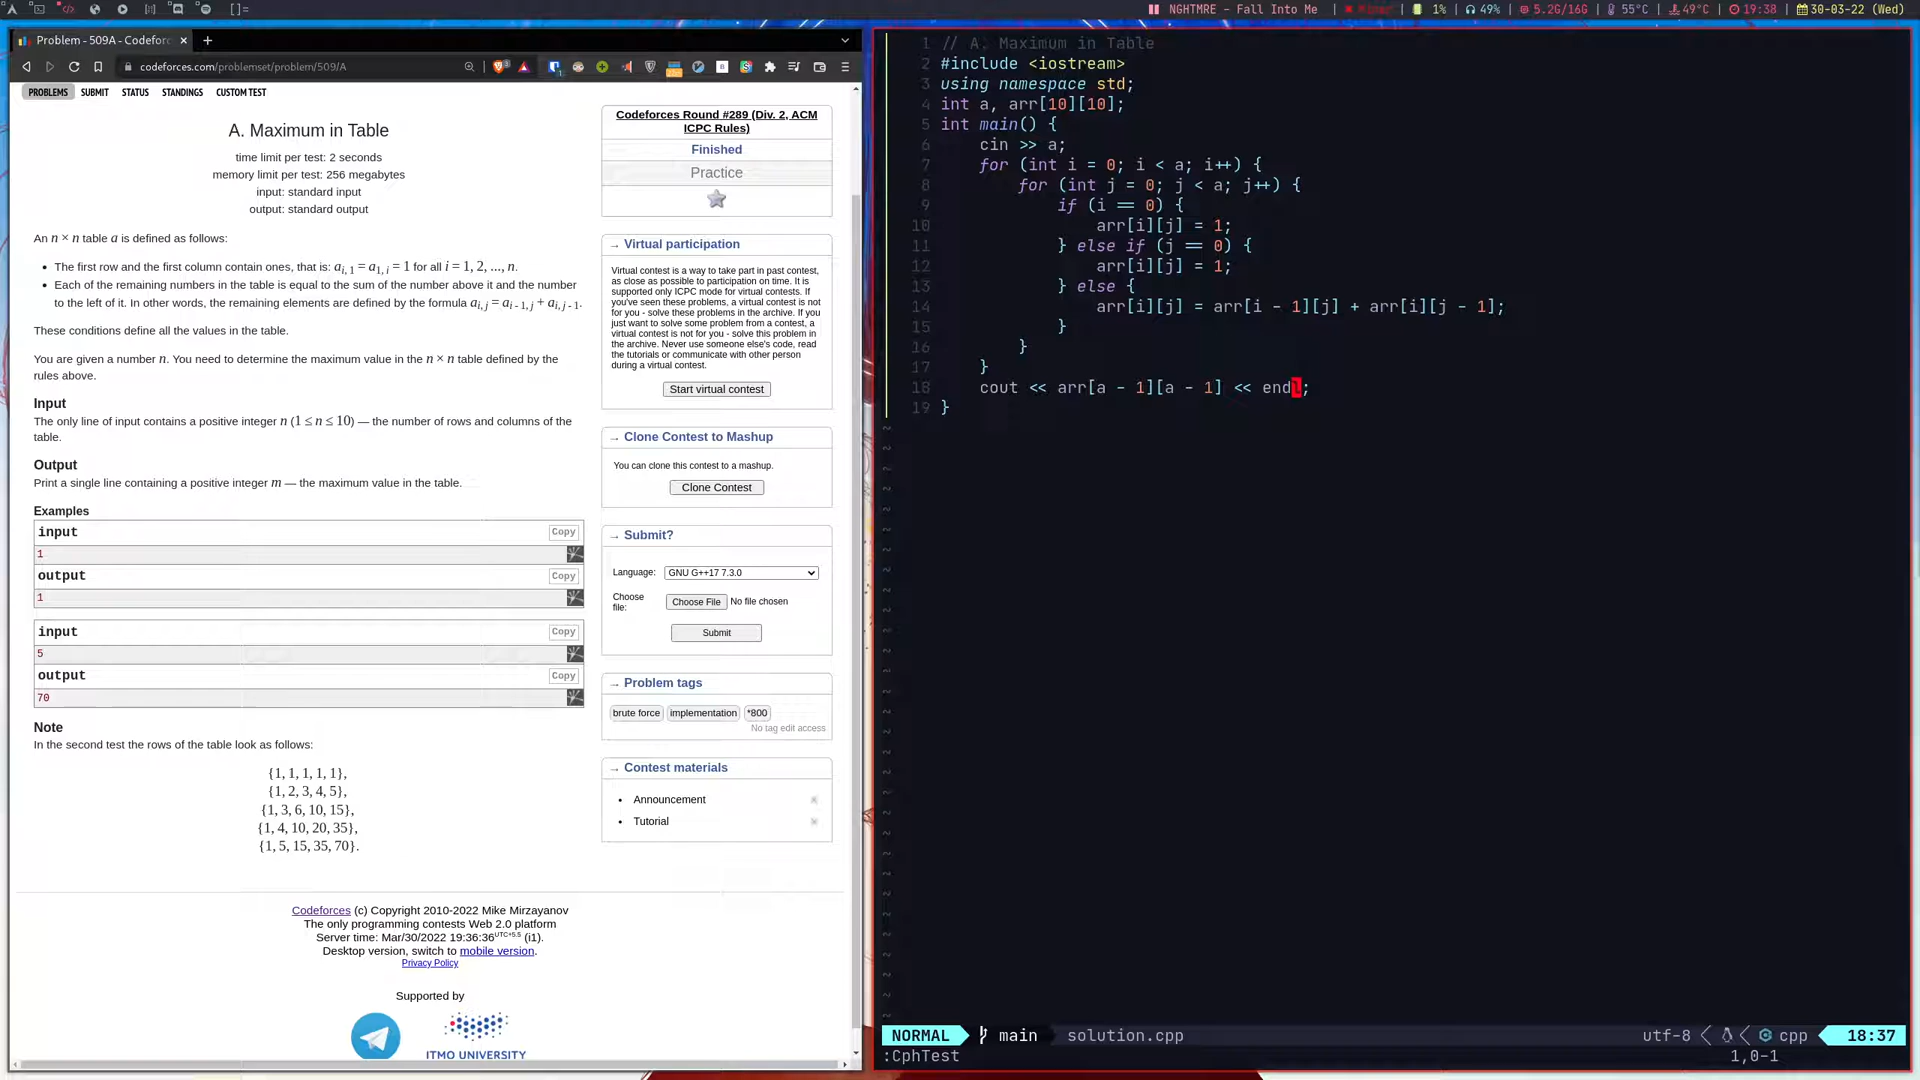 []=
NGHTMRE - Fall Into Me
1%
49%
5.2G/16G
55°C
49°C
19:38
30-03-22 (Wed)
Problem - 509A - Codeforc
codeforces.com/problemset/problem/509/A
PROBLEMS SUBMIT STATUS STANDINGS CUSTOM TEST
A. Maximum in Table
time limit per test: 2 seconds
memory limit per test: 256 megabytes
input: standard input
output: standard output
An n × n table a is defined as follows:
• The first row and the first column contain ones, that is: ai, 1 = a1, i = 1 for all i = 1, 2, ..., n.
• Each of the remaining numbers in the table is equal to the sum of the number above it and the number
to the left of it. In other words, the remaining elements are defined by the formula ai, j = ai - 1, j + ai, j - 1.
These conditions define all the values in the table.
You are given a number n. You need to determine the maximum value in the n × n table defined by the
rules above.
Input
The only line of input contains a positive integer n (1 ≤ n ≤ 10) — the number of rows and columns of the
table.
Output
Print a single line containing a positive integer m — the maximum value in the table.
Examples
input Copy
1
output Copy
1
input Copy
5
output Copy
70
Note
In the second test the rows of the table look as follows:
{1, 1, 1, 1, 1},
{1, 2, 3, 4, 5},
{1, 3, 6, 10, 15},
{1, 4, 10, 20, 35},
{1, 5, 15, 35, 70}.
Codeforces Round #289 (Div. 2, ACM
ICPC Rules)
Finished
Practice
→ Virtual participation
Virtual contest is a way to take part in past contest,
as close as possible to participation on time. It is
supported only ICPC mode for virtual contests. If
you've seen these problems, a virtual contest is not
for you - solve these problems in the archive. If you
just want to solve some problem from a contest, a
virtual contest is not for you - solve this problem in
the archive. Never use someone else's code, read
the tutorials or communicate with other person
during a virtual contest.
Start virtual contest
→ Clone Contest to Mashup
You can clone this contest to a mashup.
Clone Contest
→ Submit?
Language: GNU G++17 7.3.0
Choose
file: Choose File No file chosen
Submit
→ Problem tags
brute force implementation *800
No tag edit access
→ Contest materials
• Announcement
• Tutorial
Codeforces (c) Copyright 2010-2022 Mike Mirzayanov
The only programming contests Web 2.0 platform
Server time: Mar/30/2022 19:36:36UTC+5.5 (i1).
Desktop version, switch to mobile version.
Privacy Policy
Supported by
ITMO UNIVERSITY
1 // A. Maximum in Table
2 #include <iostream>
3 using namespace std;
4 int a, arr[10][10];
5 int main() {
6 cin >> a;
7 for (int i = 0; i < a; i++) {
8 for (int j = 0; j < a; j++) {
9 if (i == 0) {
10 arr[i][j] = 1;
11 } else if (j == 0) {
12 arr[i][j] = 1;
13 } else {
14 arr[i][j] = arr[i - 1][j] + arr[i][j - 1];
15 }
16 }
17 }
18 cout << arr[a - 1][a - 1] << endl;
19 }
NORMAL main solution.cpp utf-8 cpp 18:37
:CphTest 1,0-1